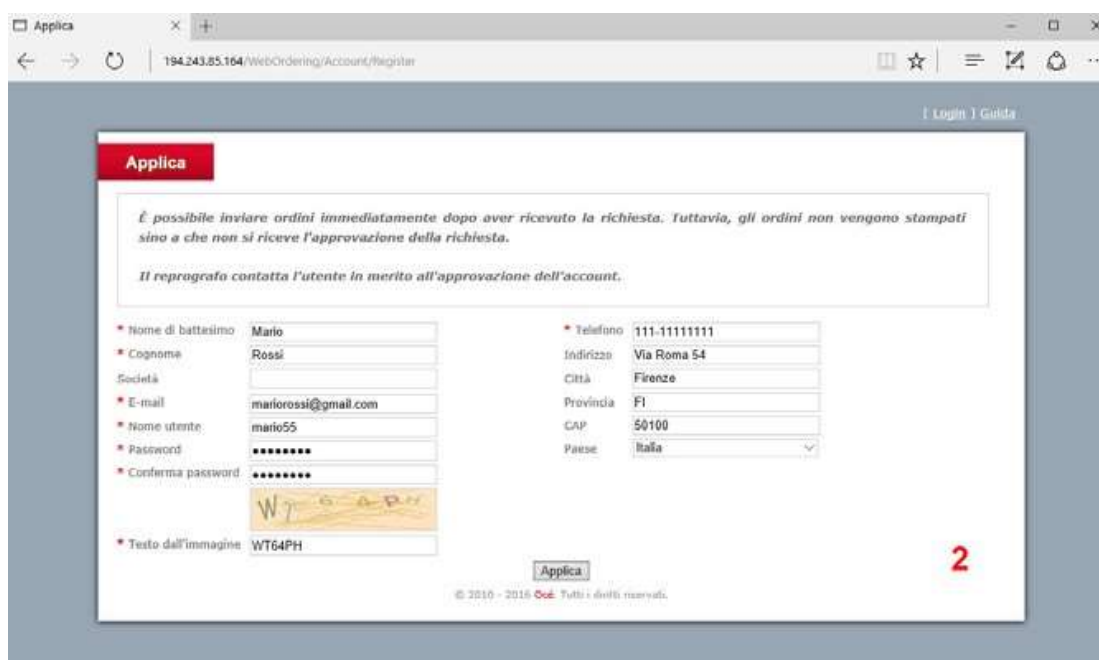 Applica
194.243.85.164/WebOrdering/Account/Register
[ Login ] Guida
Applica
È possibile inviare ordini immediatamente dopo aver ricevuto la richiesta. Tuttavia, gli ordini non vengono stampati
sino a che non si riceve l'approvazione della richiesta.
Il reprografo contatta l'utente in merito all'approvazione dell'account.
* Nome di battesimo Mario
* Cognome Rossi
Società
* E-mail mariorossi@gmail.com
* Nome utente mario55
* Password ••••••••
* Conferma password ••••••••
* Testo dall'immagine WT64PH
* Telefono 111-11111111
Indirizzo Via Roma 54
Città Firenze
Provincia FI
CAP 50100
Paese Italia
2
Applica
© 2010 - 2016 Océ. Tutti i diritti riservati.